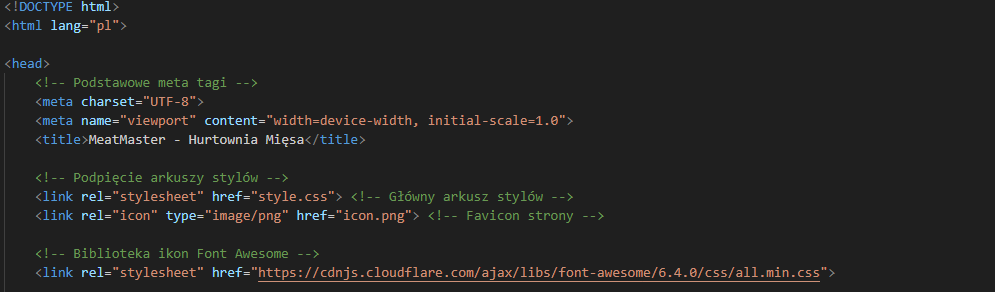 <!DOCTYPE html>
<html lang="pl">
<head>
<!-- Podstawowe meta tagi -->
<meta charset="UTF-8">
<meta name="viewport" content="width=device-width, initial-scale=1.0">
<title>MeatMaster - Hurtownia Mięsa</title>
<!-- Podpięcie arkuszy stylów -->
<link rel="stylesheet" href="style.css"> <!-- Główny arkusz stylów -->
<link rel="icon" type="image/png" href="icon.png"> <!-- Favicon strony -->
<!-- Biblioteka ikon Font Awesome -->
<link rel="stylesheet" href="https://cdnjs.cloudflare.com/ajax/libs/font-awesome/6.4.0/css/all.min.css">